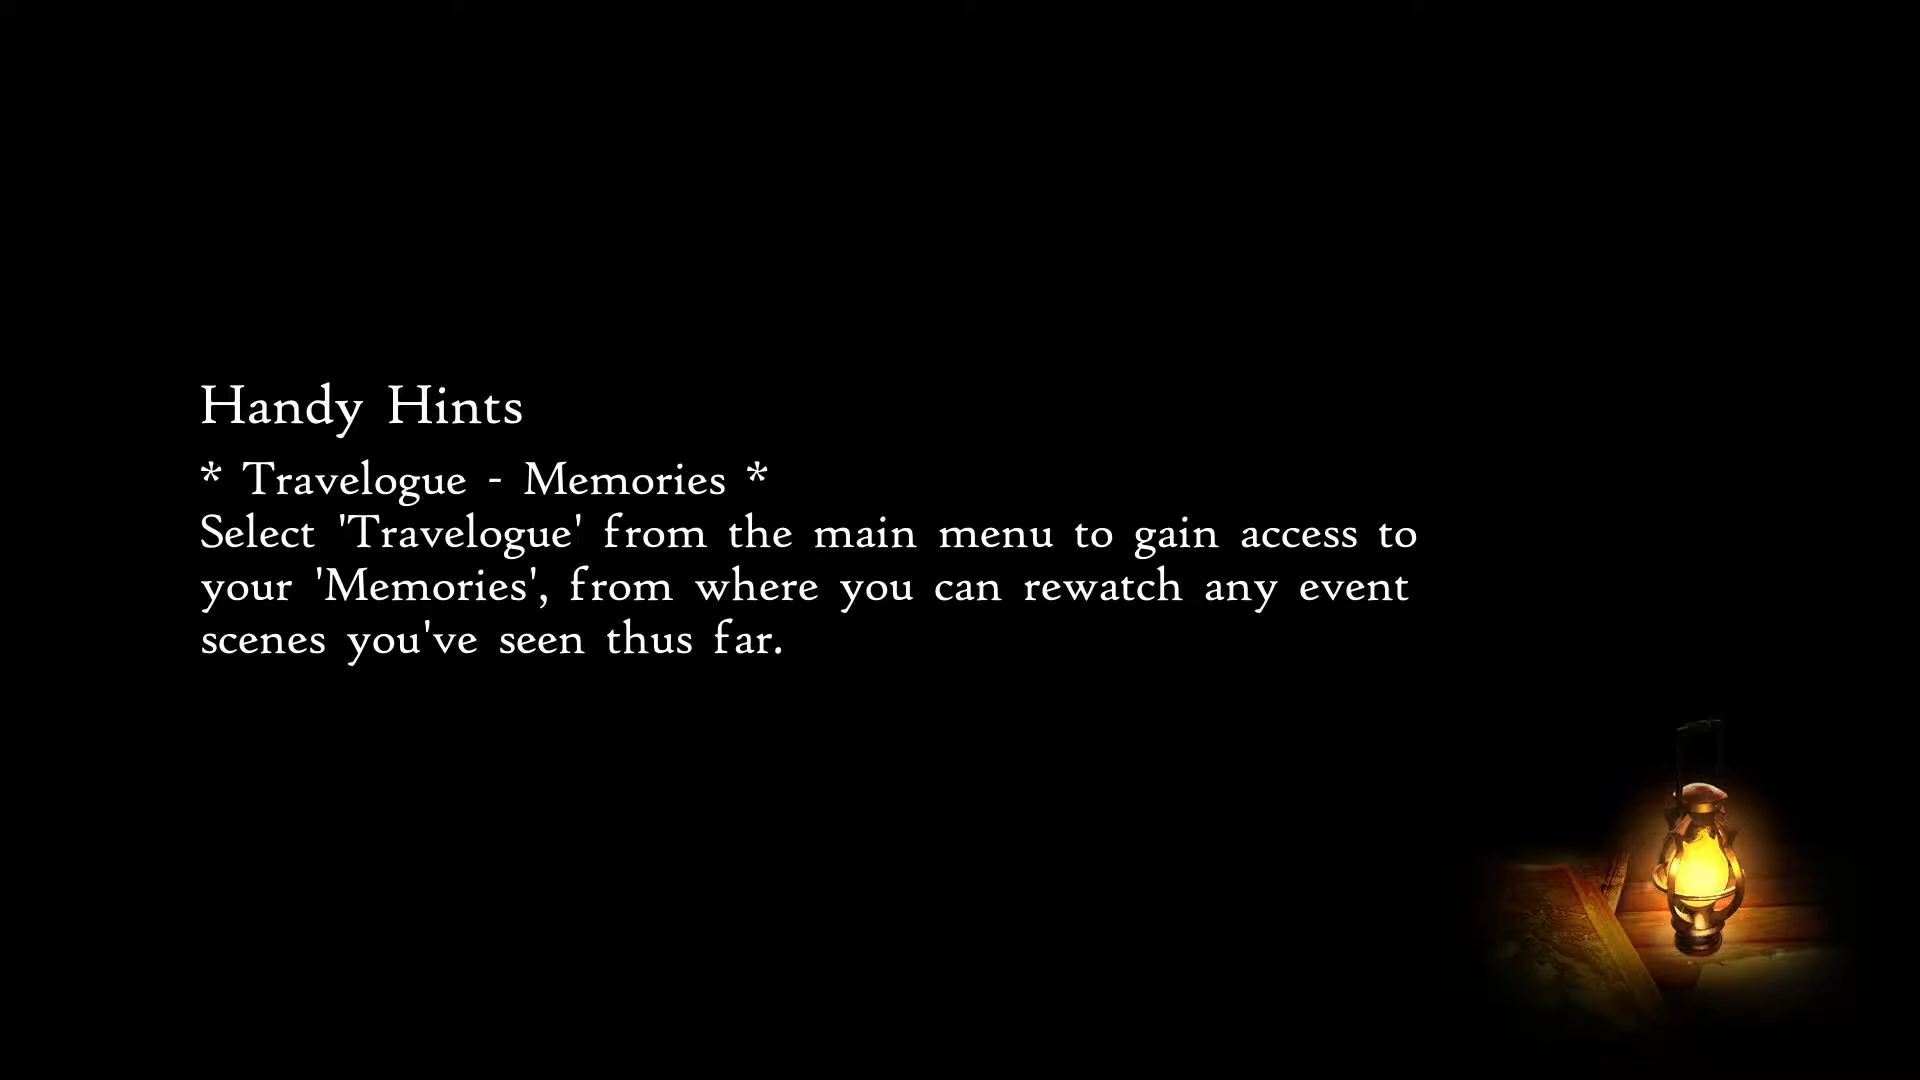 Handy Hints
* Travelogue - Memories *
Select 'Travelogue' from the main menu to gain access to
your 'Memories', from where you can rewatch any event
scenes you've seen thus far.